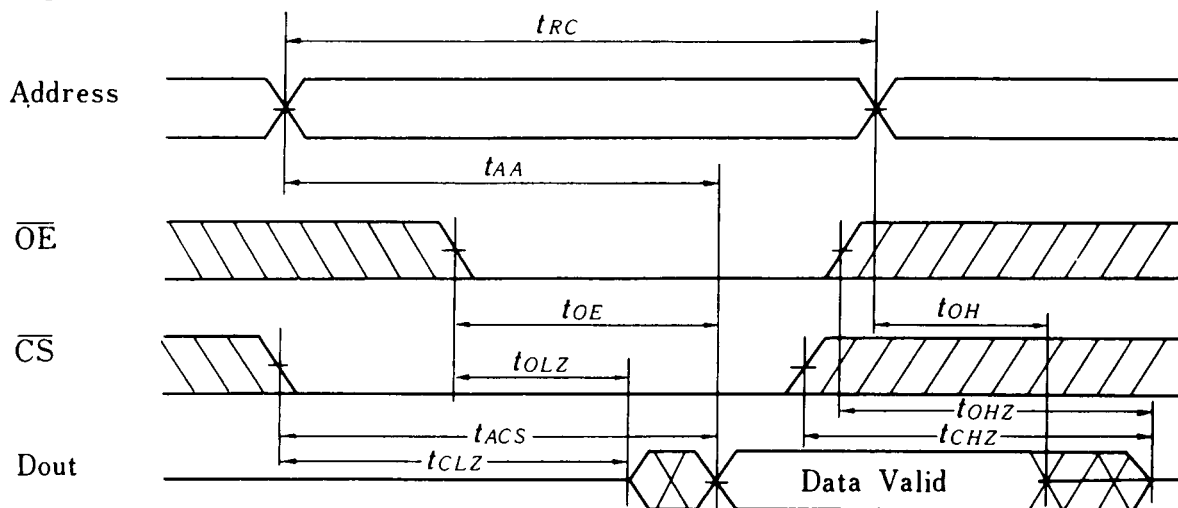 tRC
Address
tAA
OE
tOE
tOH
CS
tOLZ
tOHZ
tACS
tCHZ
tCLZ
Dout
Data Valid